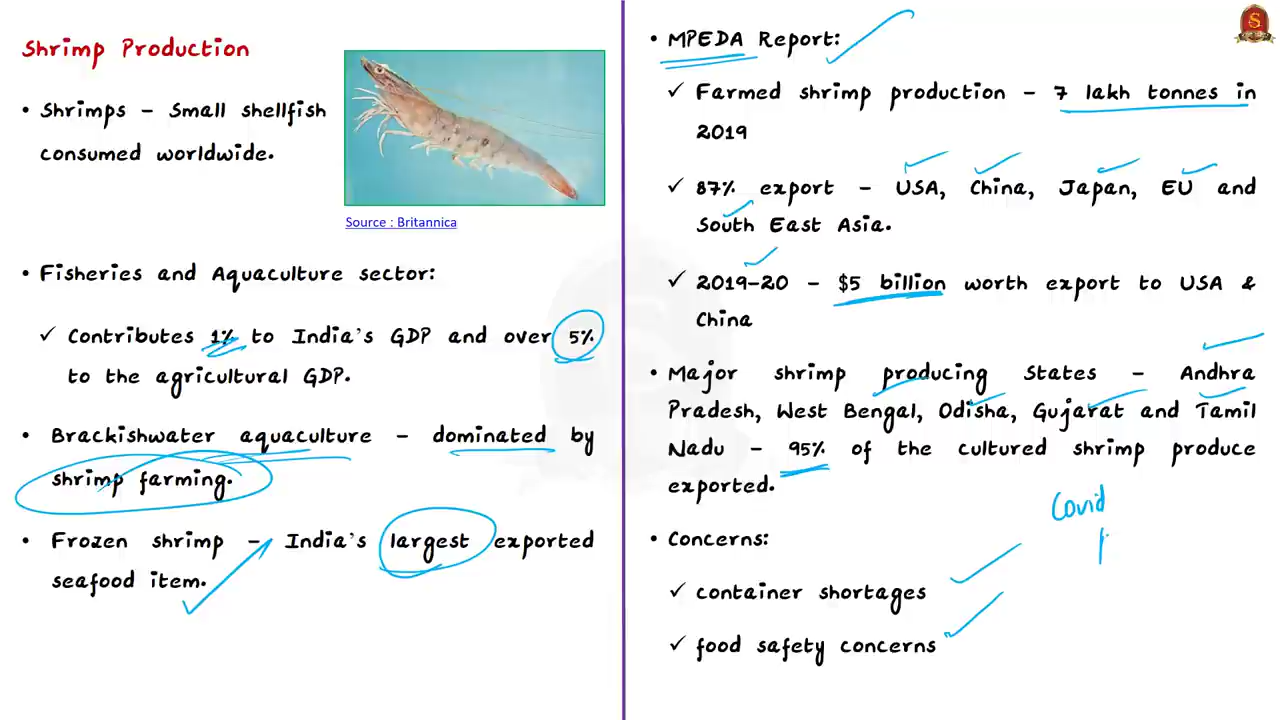 Shrimp Production
• Shrimps – Small shellfish
consumed worldwide.
Source : Britannica
• Fisheries and Aquaculture sector:
✓ Contributes 1% to India's GDP and over 5%
to the agricultural GDP.
• Brackishwater aquaculture – dominated by
shrimp farming.
• Frozen shrimp – India's largest exported
seafood item.
• MPEDA Report:
✓ Farmed shrimp production – 7 lakh tonnes in
2019
✓ 87% export – USA, China, Japan, EU and
South East Asia.
✓ 2019-20 – $5 billion worth export to USA &
China
• Major shrimp producing States – Andhra
Pradesh, West Bengal, Odisha, Gujarat and Tamil
Nadu – 95% of the cultured shrimp produce
exported.
Covid
• Concerns:
✓ container shortages
✓ food safety concerns